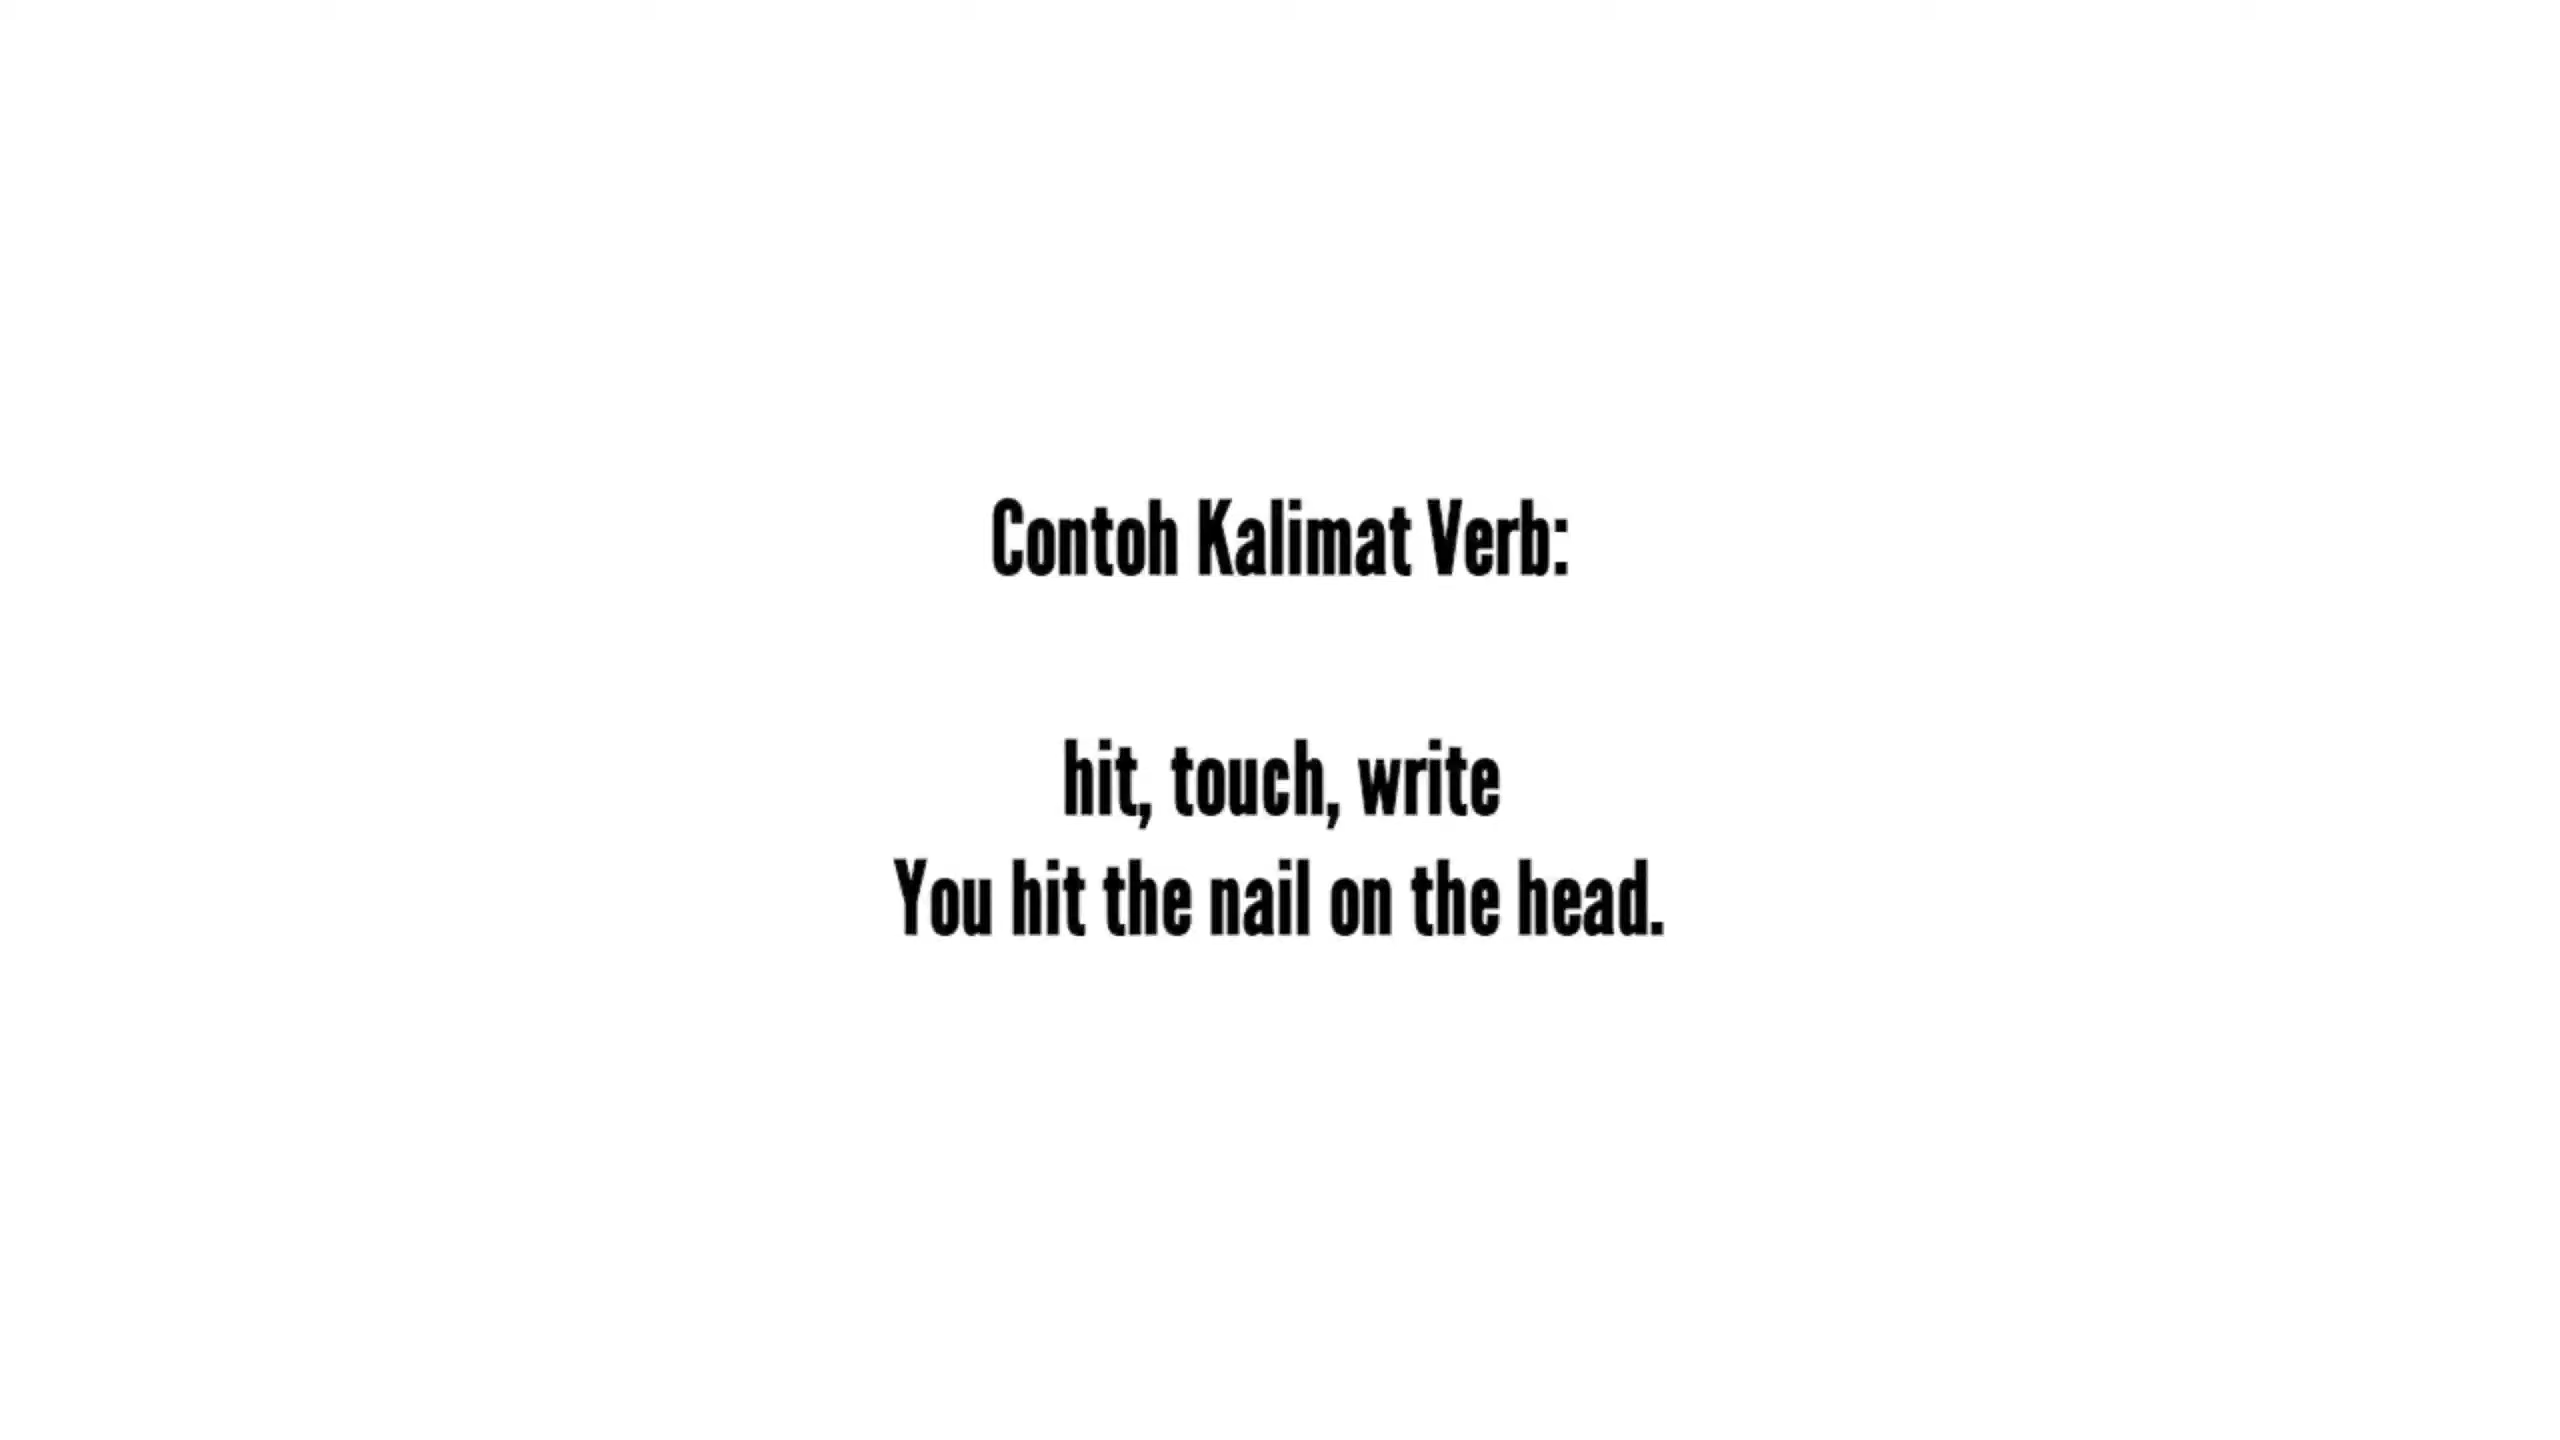 Contoh Kalimat Verb:
hit, touch, write
You hit the nail on the head.